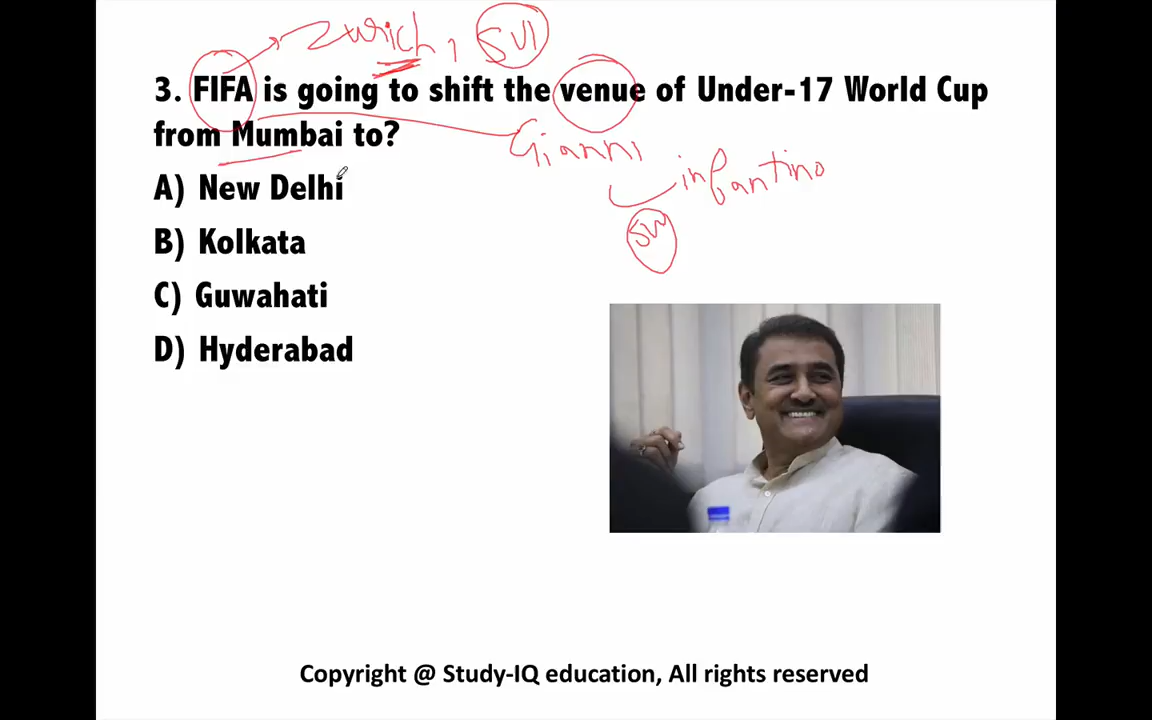 Zurich, SUI
3. FIFA is going to shift the venue of Under-17 World Cup
from Mumbai to?
Gianni
infantino
A) New Delhi
B) Kolkata
C) Guwahati
D) Hyderabad
Copyright @ Study-IQ education, All rights reserved